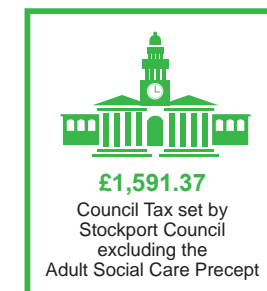 £1,591.37
Council Tax set by
Stockport Council
excluding the
Adult Social Care Precept